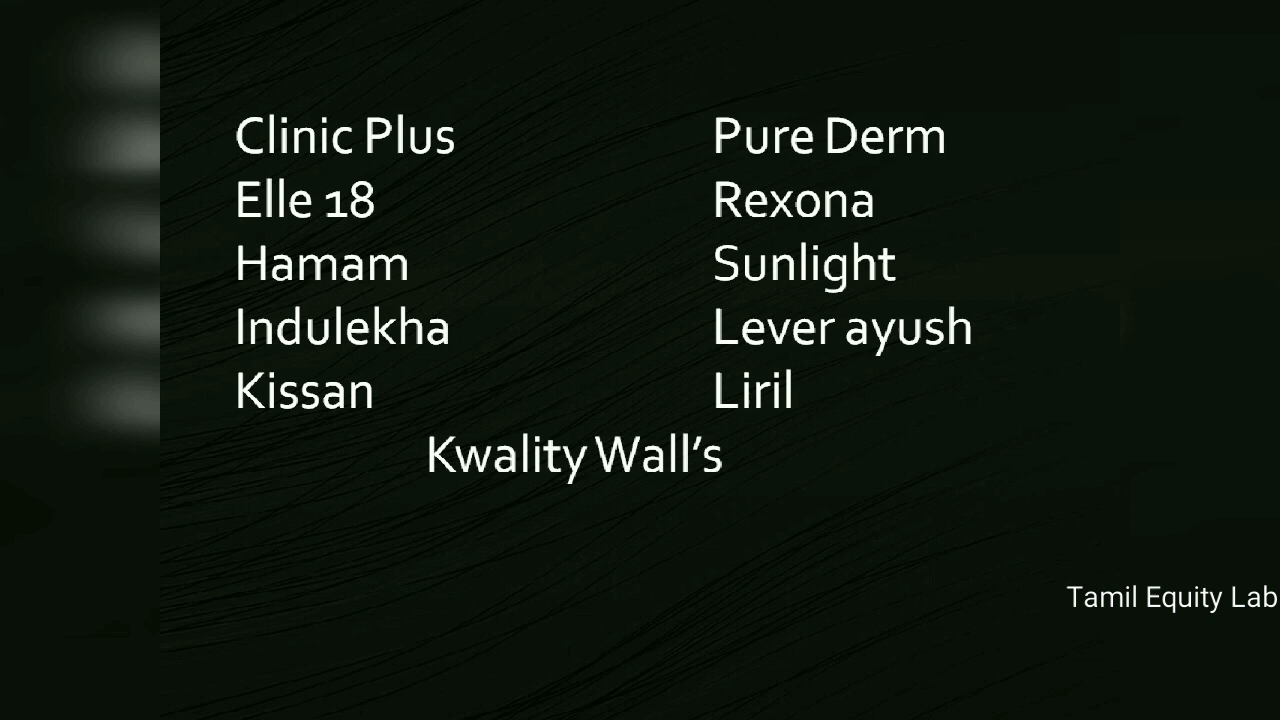 Clinic Plus
Elle 18
Hamam
Indulekha
Kissan
Pure Derm
Rexona
Sunlight
Lever ayush
Liril
Kwality Wall's
Tamil Equity Lab